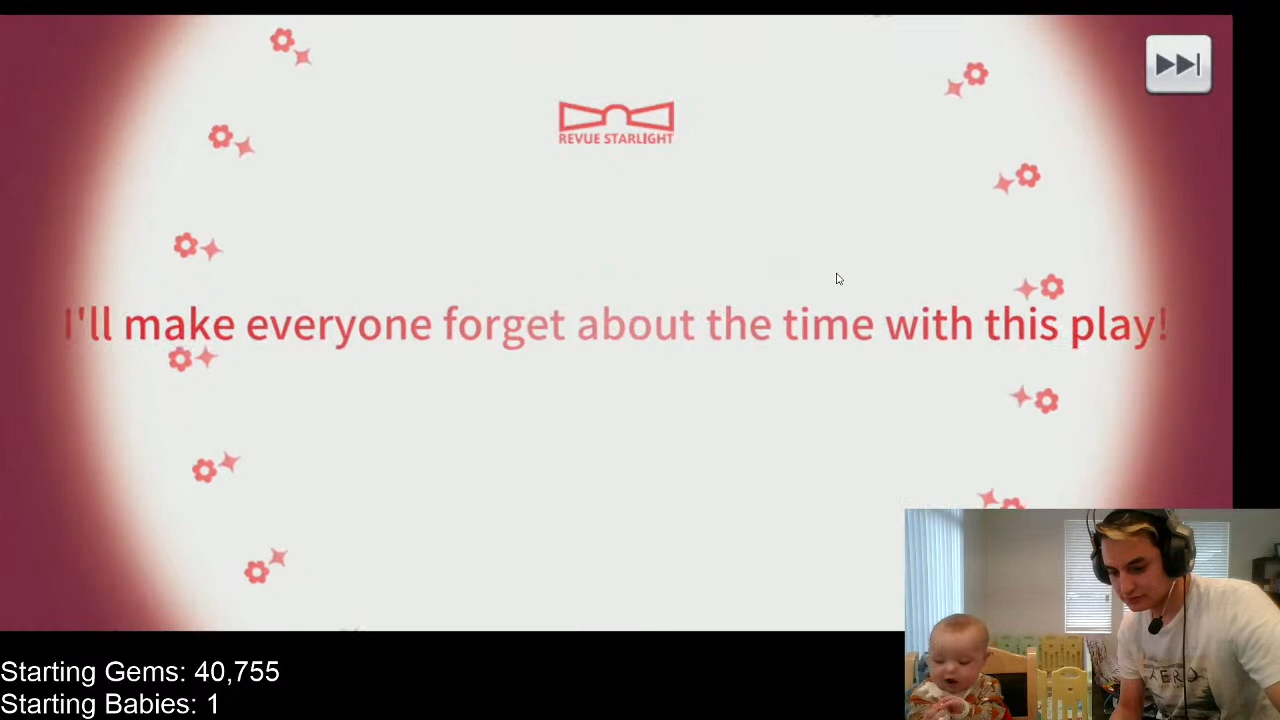 REVUE STARLIGHT
I'll make everyone forget about the time with this play!
Starting Gems: 40,755
Starting Babies: 1